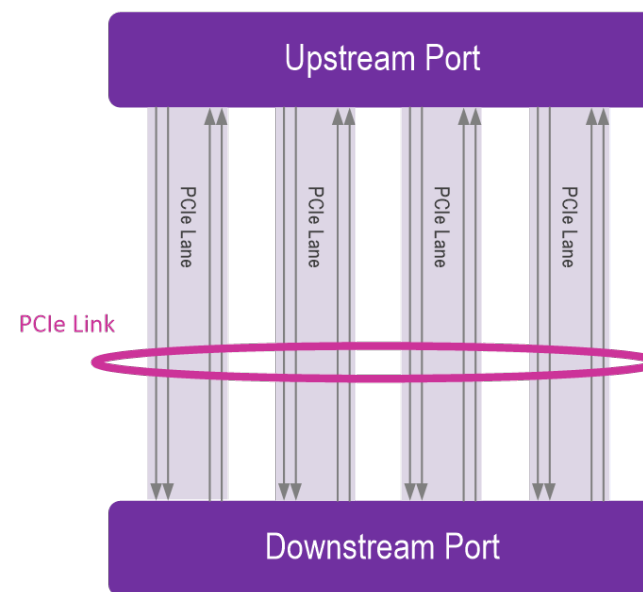 Upstream Port
PCIe Lane
PCIe Lane
PCIe Lane
PCIe Lane
PCIe Link
Downstream Port